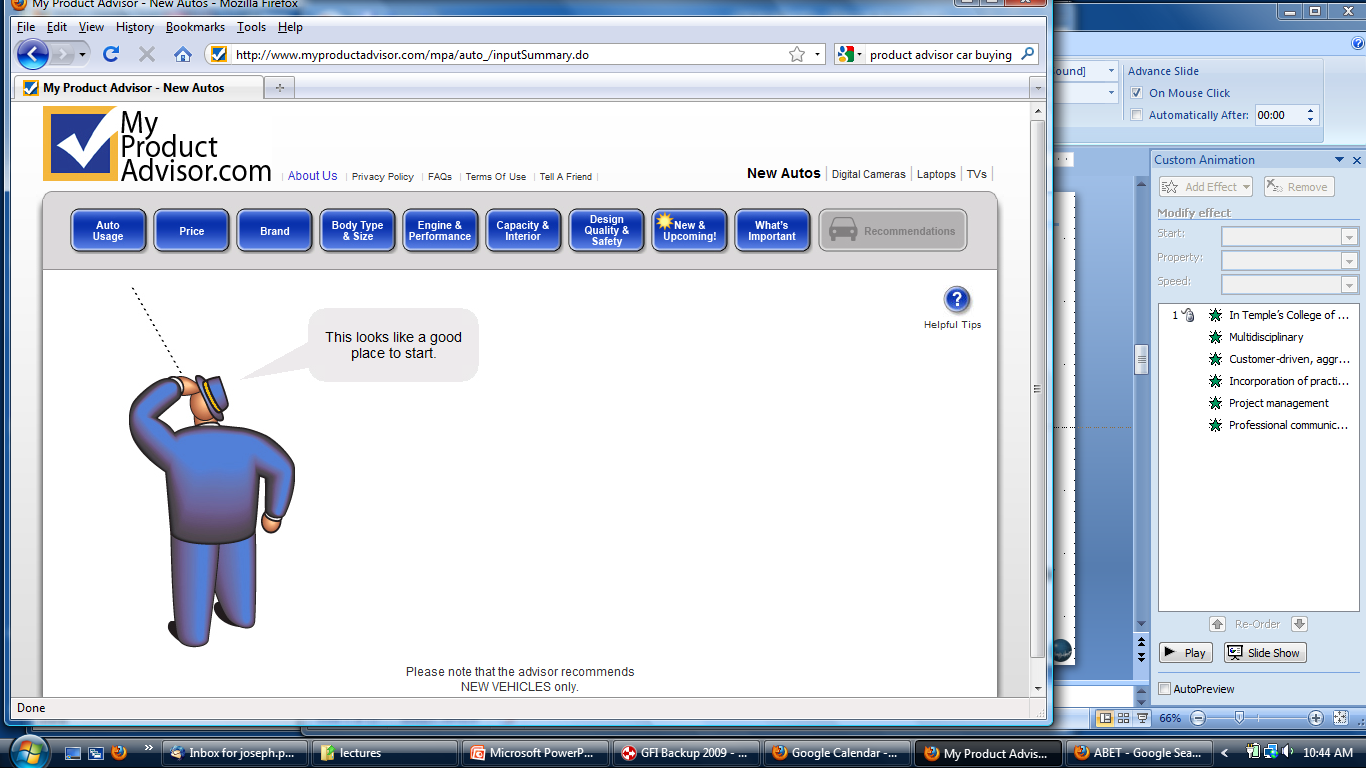 My Product Advisor - New Autos - Mozilla Firefox
File Edit View History Bookmarks Tools Help
http://www.myproductadvisor.com/mpa/auto_/inputSummary.do
product advisor car buying
My Product Advisor - New Autos
My
Product
Advisor.com
About Us | Privacy Policy | FAQs | Terms Of Use | Tell A Friend
New Autos | Digital Cameras | Laptops | TVs
Auto
Usage
Price
Brand
Body Type
& Size
Engine &
Performance
Capacity &
Interior
Design
Quality &
Safety
New &
Upcoming!
What's
Important
Recommendations
This looks like a good
place to start.
?
Helpful Tips
Please note that the advisor recommends
NEW VEHICLES only.
Done
ound]
Advance Slide
On Mouse Click
Automatically After: 00:00
Custom Animation
Add Effect
Remove
Modify effect
Start:
Property:
Speed:
1 In Temple's College of ...
Multidisciplinary
Customer-driven, aggr...
Incorporation of practi...
Project management
Professional communic...
Re-Order
Play
Slide Show
AutoPreview
66%
Inbox for joseph.p...
lectures
Microsoft PowerP...
GFI Backup 2009 - ...
Google Calendar -...
My Product Advis...
ABET - Google Sea...
10:44 AM